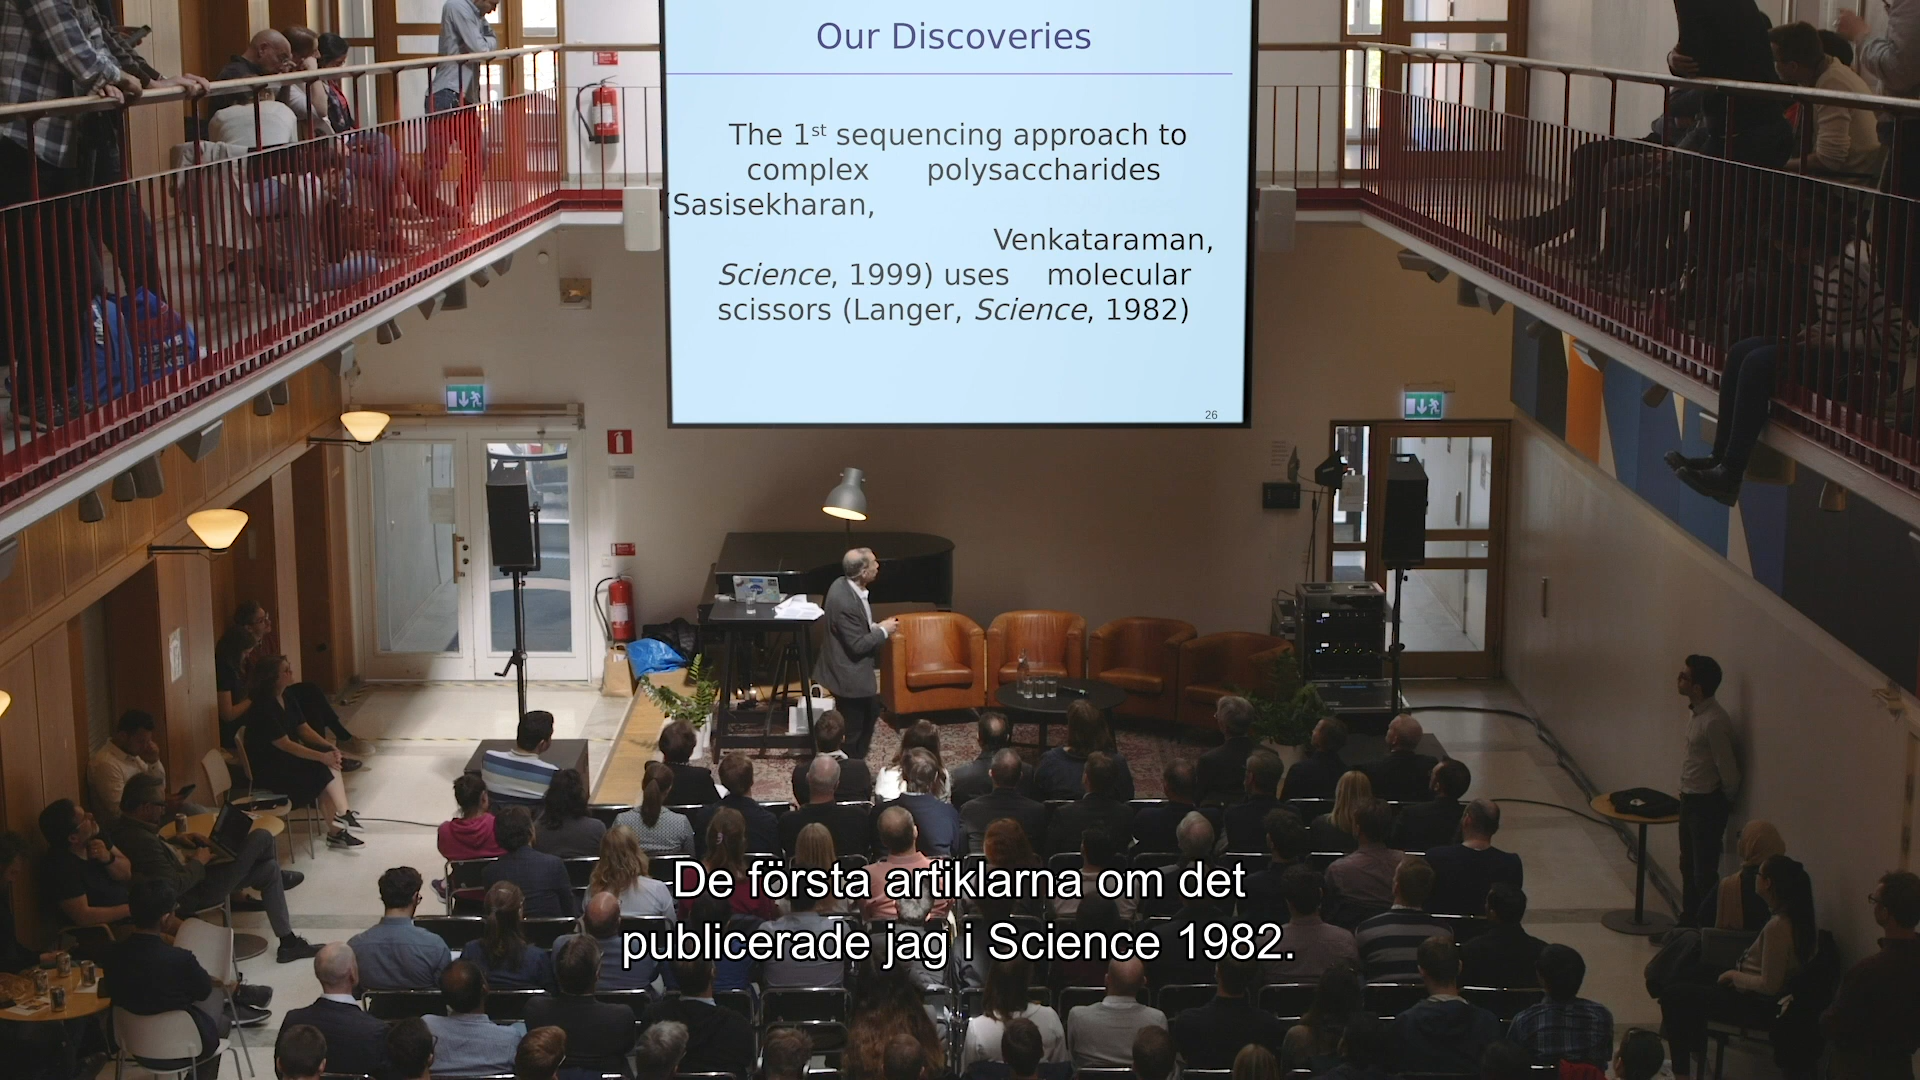 Our Discoveries
The 1st sequencing approach to
complex polysaccharides
(Sasisekharan,
Venkataraman,
Science, 1999) uses molecular
scissors (Langer, Science, 1982)
26
De första artiklarna om det
publicerade jag i Science 1982.